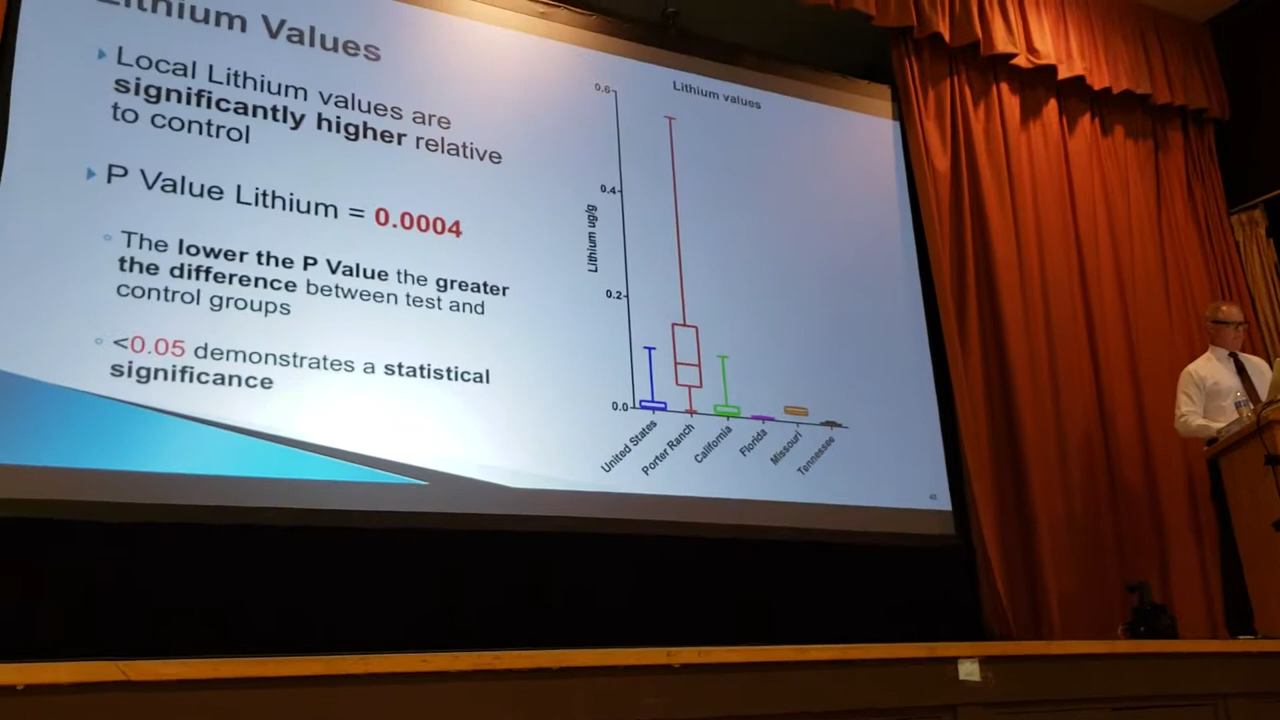 Lithium Values
Local Lithium values are
significantly higher relative
to control
P Value Lithium = 0.0004
The lower the P Value the greater
the difference between test and
control groups
<0.05 demonstrates a statistical
significance
Lithium values
Lithium ug/g
0.6
0.4
0.2
0.0
United States
Porter Ranch
California
Florida
Missouri
Tennessee